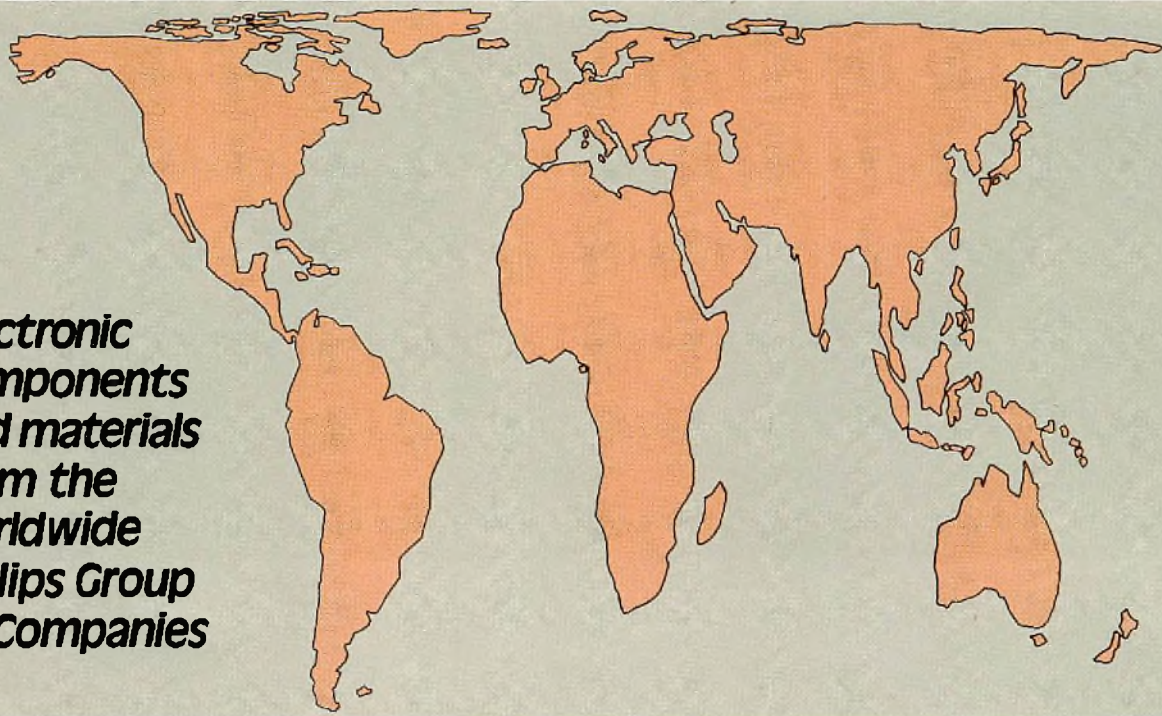 ctronic
mponents
d materials
m the
rldwide
lips Group
Companies